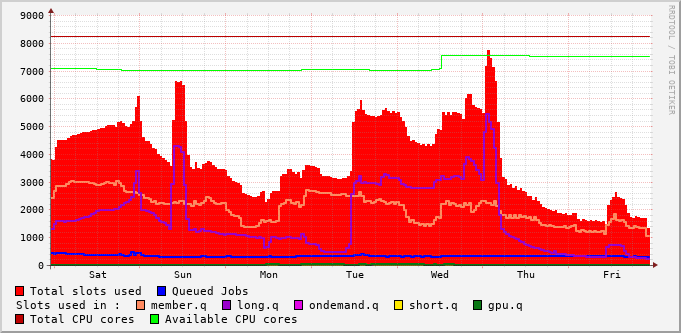 RRDTOOL / TOBI OETIKER
9000
8000
7000
6000
5000
4000
3000
2000
1000
0
Sat Sun Mon Tue Wed Thu Fri
Total slots used Queued Jobs
Slots used in : member.q long.q ondemand.q short.q gpu.q
Total CPU cores Available CPU cores